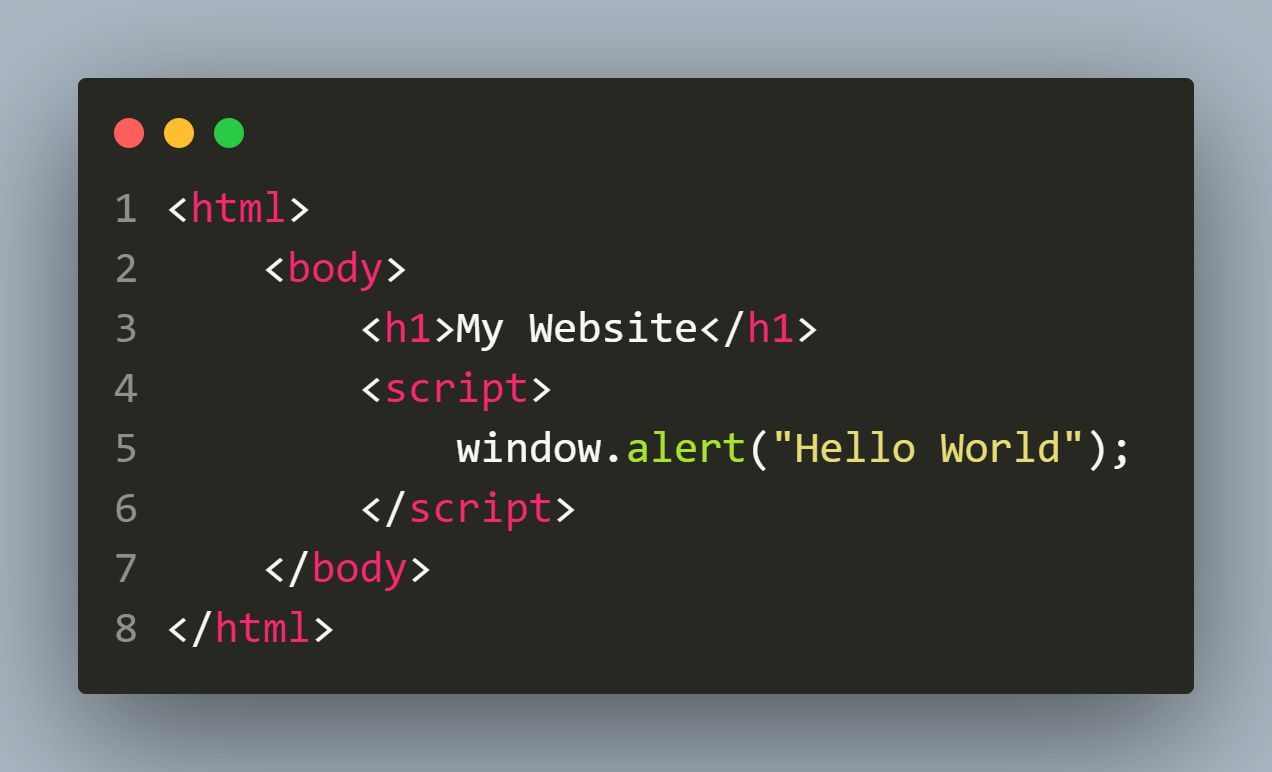 1 <html>
2     <body>
3         <h1>My Website</h1>
4         <script>
5             window.alert("Hello World");
6         </script>
7     </body>
8 </html>